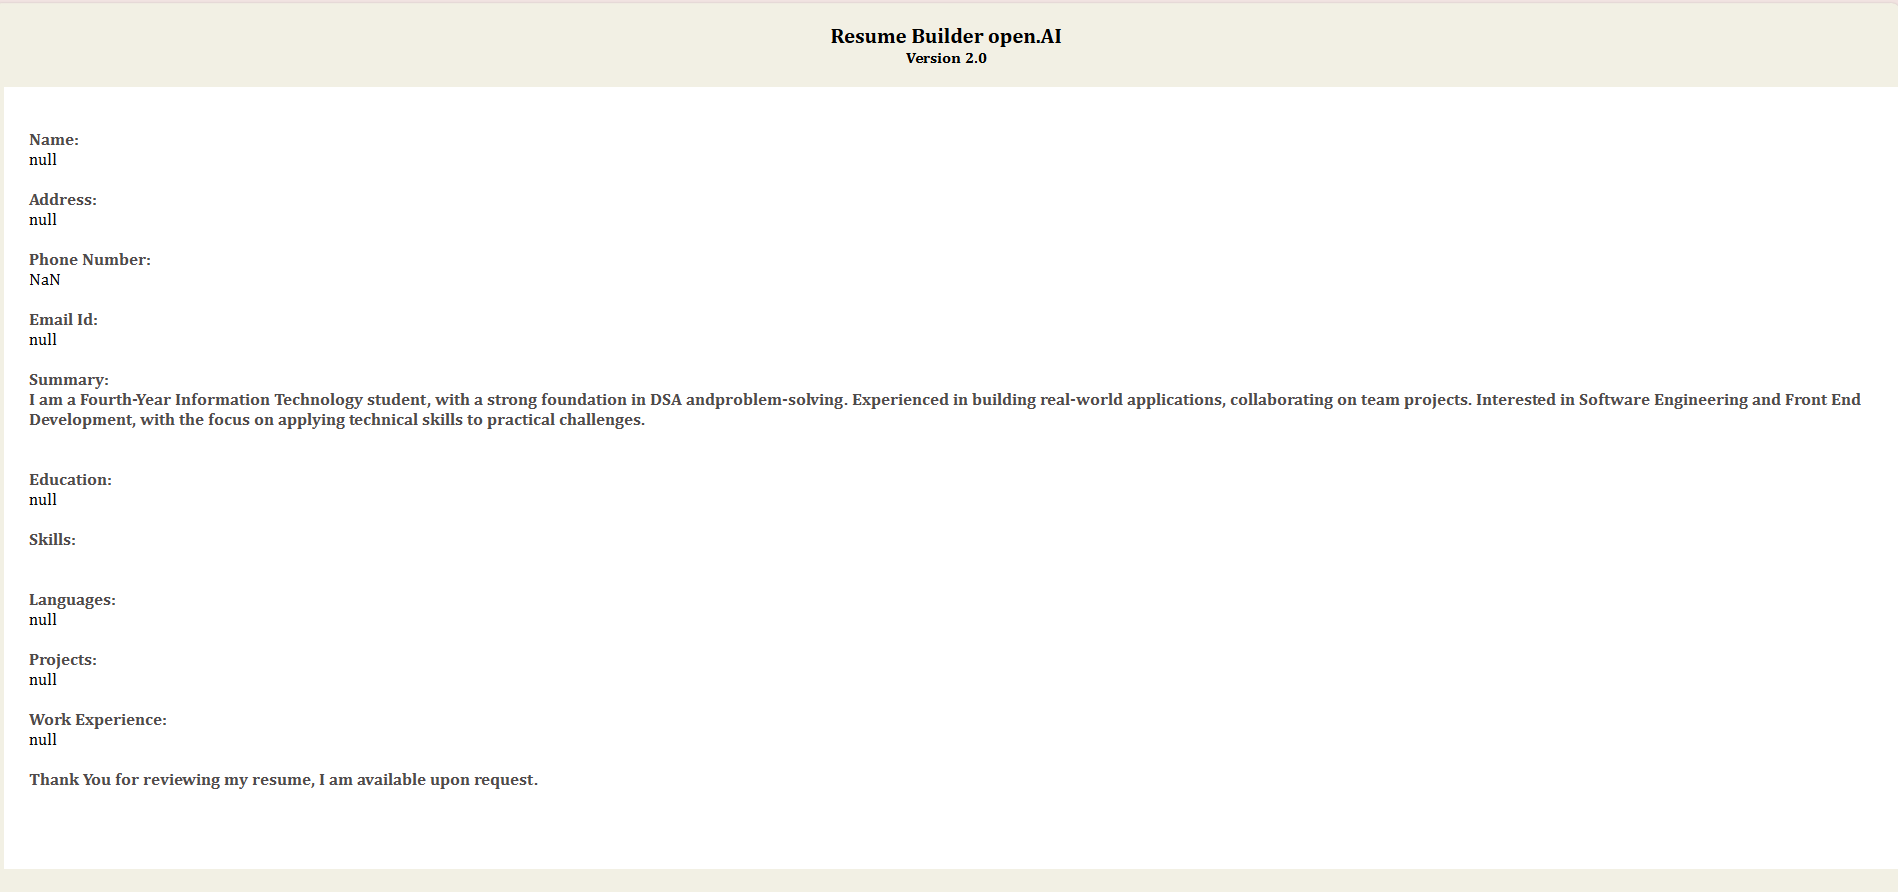 Resume Builder open.AI
Version 2.0
Name:
null
Address:
null
Phone Number:
NaN
Email Id:
null
Summary:
I am a Fourth-Year Information Technology student, with a strong foundation in DSA andproblem-solving. Experienced in building real-world applications, collaborating on team projects. Interested in Software Engineering and Front End
Development, with the focus on applying technical skills to practical challenges.
Education:
null
Skills:
Languages:
null
Projects:
null
Work Experience:
null
Thank You for reviewing my resume, I am available upon request.